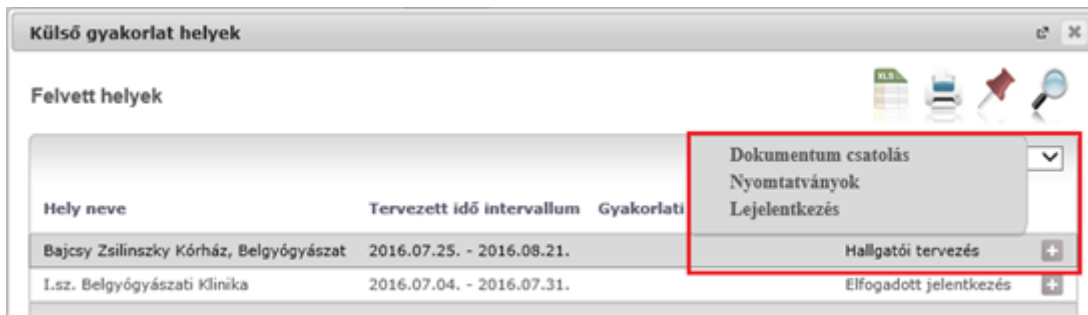 Külső gyakorlat helyek
XLS
Felvett helyek
Dokumentum csatolás
Nyomtatványok
Lejelentkezés
Hely neve Tervezett idő intervallum Gyakorlati
Bajcsy Zsilinszky Kórház, Belgyógyászat 2016.07.25. - 2016.08.21. Hallgatói tervezés
I.sz. Belgyógyászati Klinika 2016.07.04. - 2016.07.31. Elfogadott jelentkezés